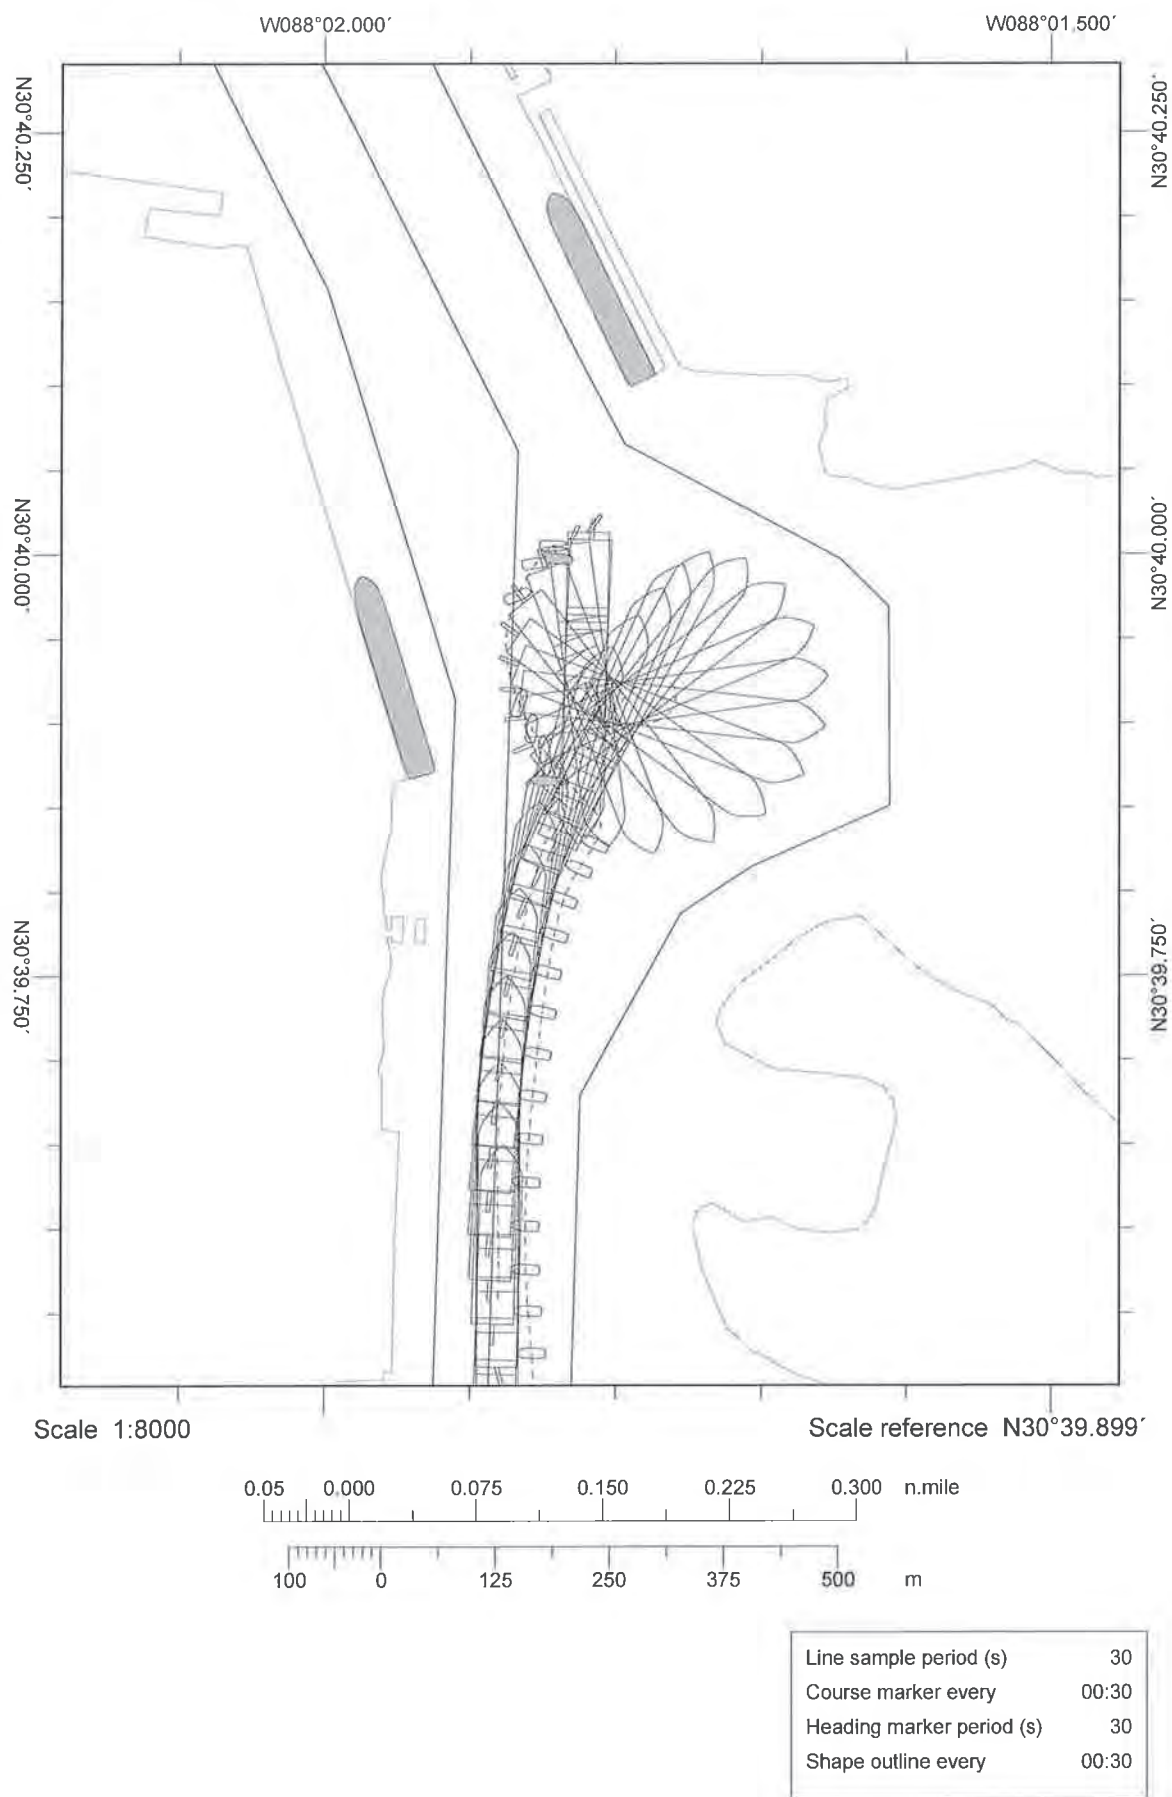 W088°02.000´ W088°01.500´
N30°40.250´ N30°40.250´
N30°40.000´ N30°40.000´
N30°39.750´ N30°39.750´
Scale 1:8000 Scale reference N30°39.899´
0.05 0.000 0.075 0.150 0.225 0.300 n.mile
100 0 125 250 375 500 m
Line sample period (s) 30
Course marker every 00:30
Heading marker period (s) 30
Shape outline every 00:30